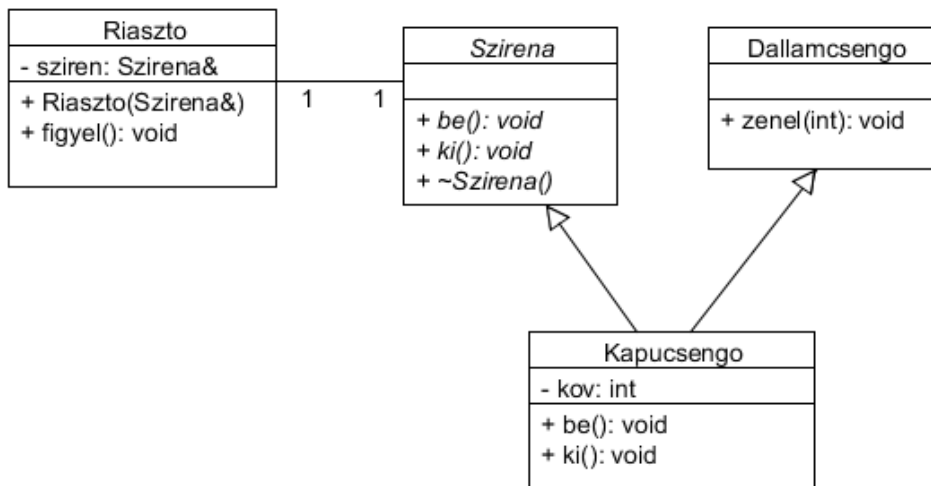 Riaszto
- sziren: Szirena&
+ Riaszto(Szirena&)
+ figyel(): void
1 1
Szirena
+ be(): void
+ ki(): void
+ ~Szirena()
Dallamcsengo
+ zenel(int): void
Kapucsengo
- kov: int
+ be(): void
+ ki(): void